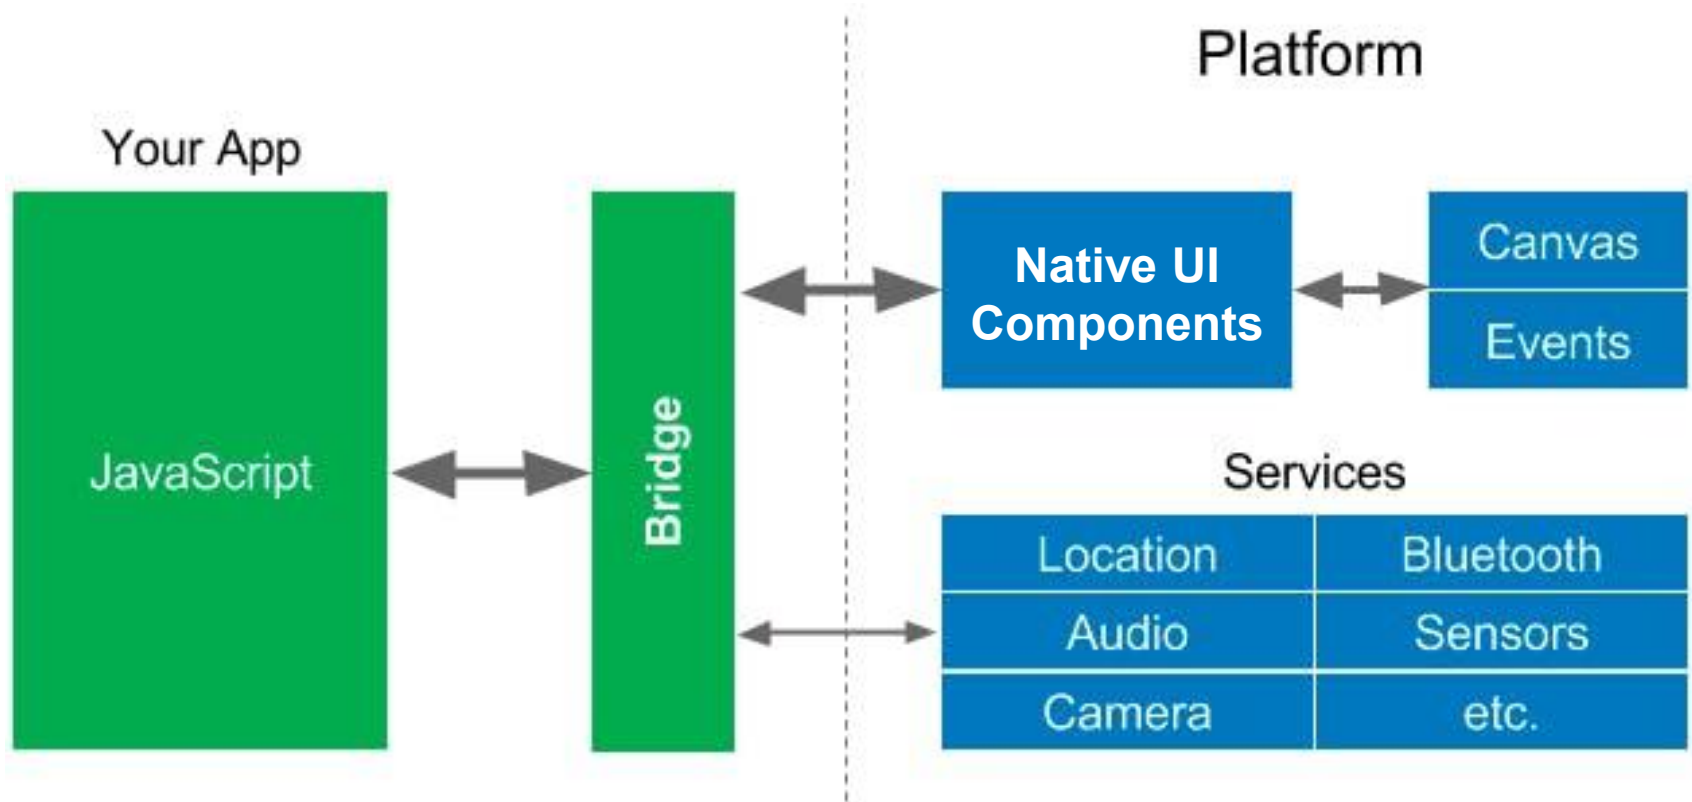 Platform
Your App
JavaScript
Bridge
Native UI
Components
Canvas
Events
Services
Location
Bluetooth
Audio
Sensors
Camera
etc.